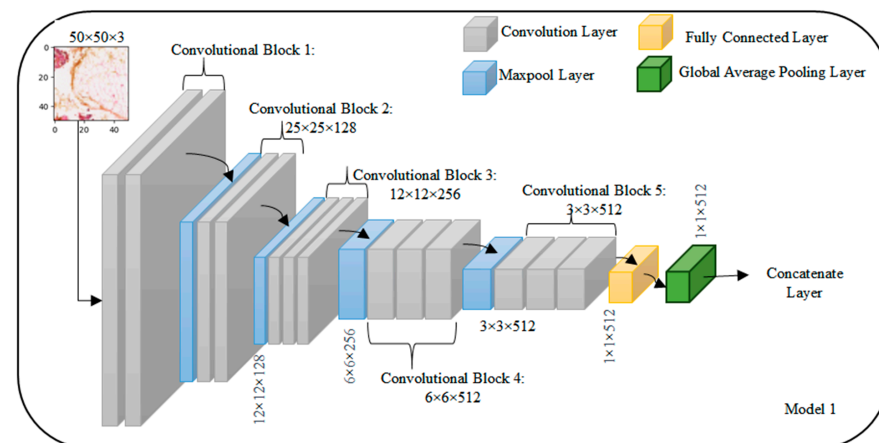 50×50×3
0
20
40
0
20
40
Convolutional Block 1:
Convolution Layer
Fully Connected Layer
Maxpool Layer
Global Average Pooling Layer
Convolutional Block 2:
25×25×128
Convolutional Block 3:
12×12×256
Convolutional Block 5:
3×3×512
1×1×512
Concatenate
Layer
12×12×128
6×6×256
3×3×512
1×1×512
Convolutional Block 4:
6×6×512
Model 1